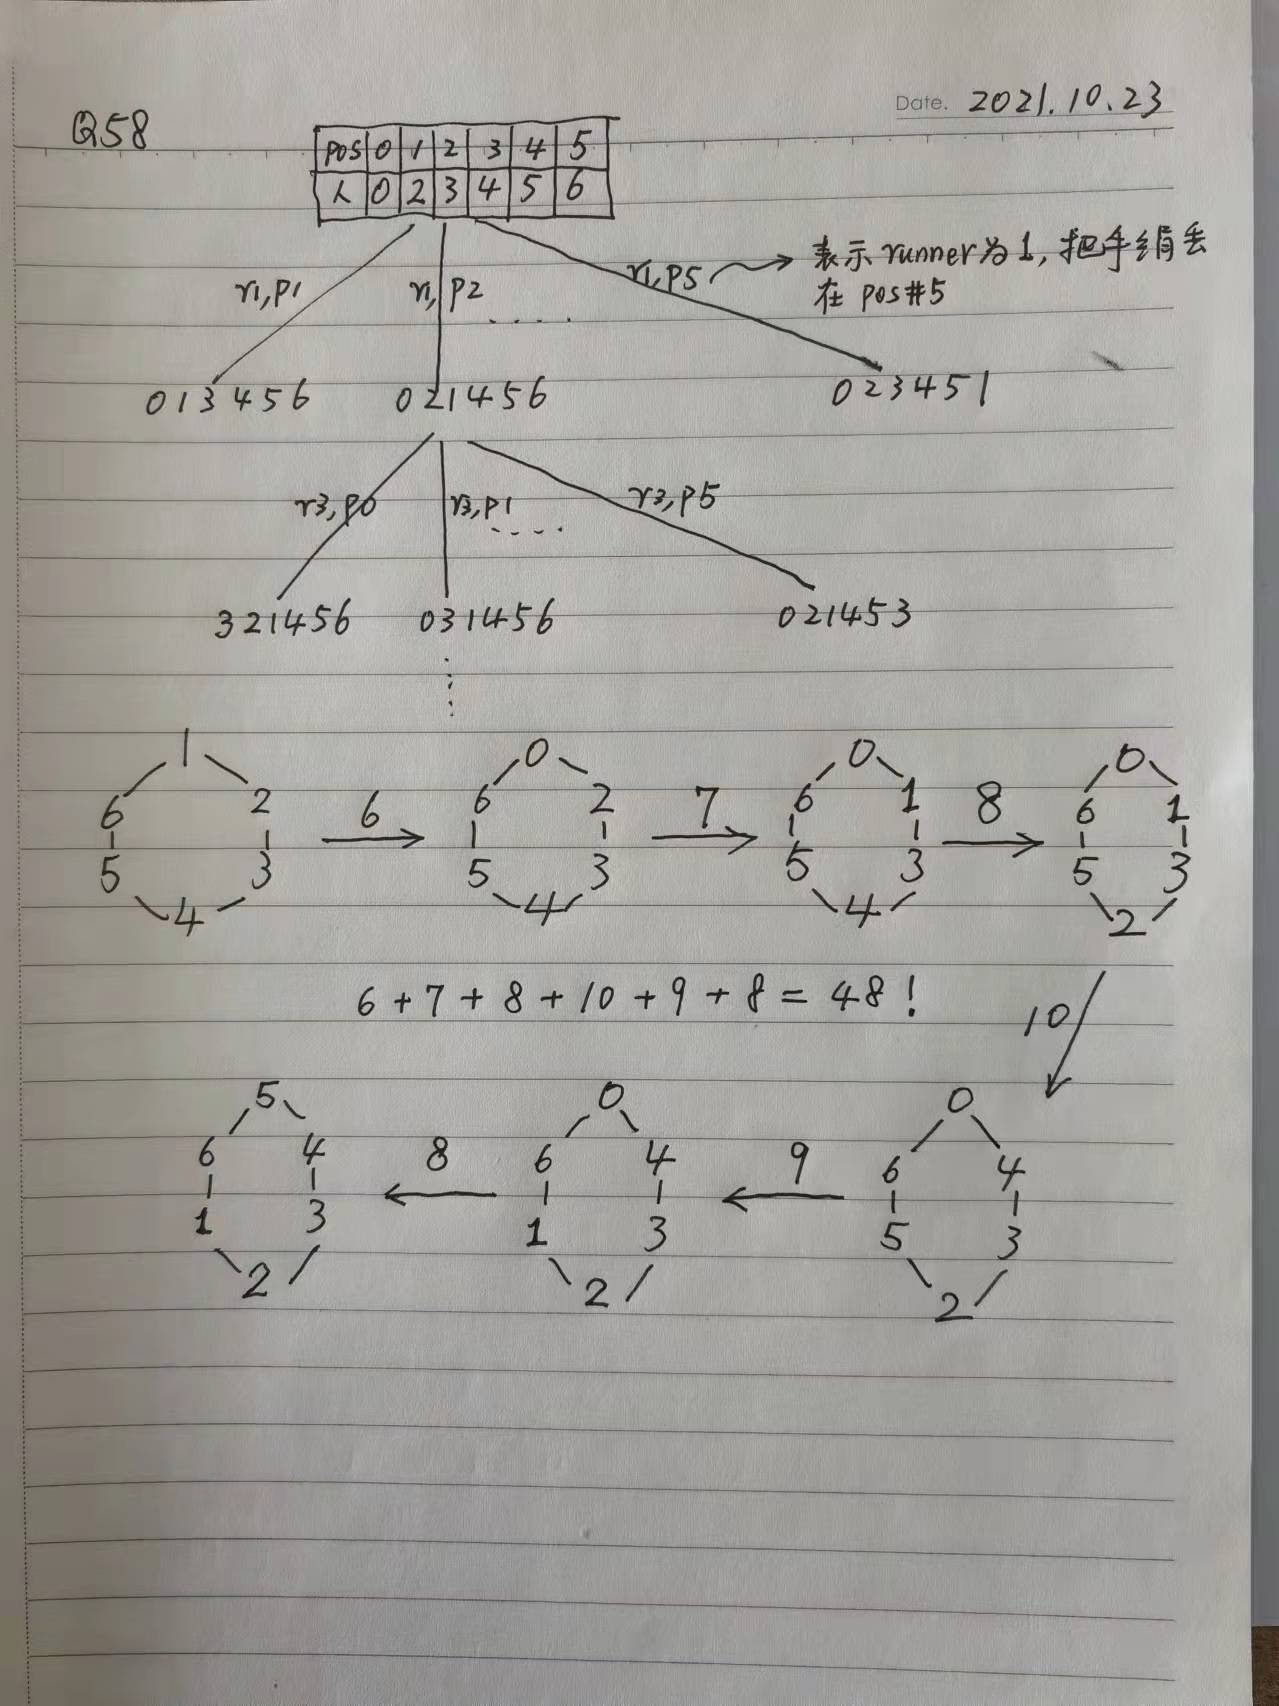 Date. 2021.10.23
Q58
pos 0 1 2 3 4 5
人 0 2 3 4 5 6
r1,p1 r1,p2 .... r1,p5 → 表示 runner为1,把手绢丢
在 pos#5
013456 021456 023451
r3,p0 r3,p1 .... r3,p5
321456 031456 021453
1 0 0 0
6 2 6 6 2 7 6 1 8 6 1
5 3 5 3 5 3 5 3
4 4 4 2
6+7+8+10+9+8=48!
10
5 0 0
6 4 8 6 4 9 6 4
1 3 1 3 5 3
2 2 2